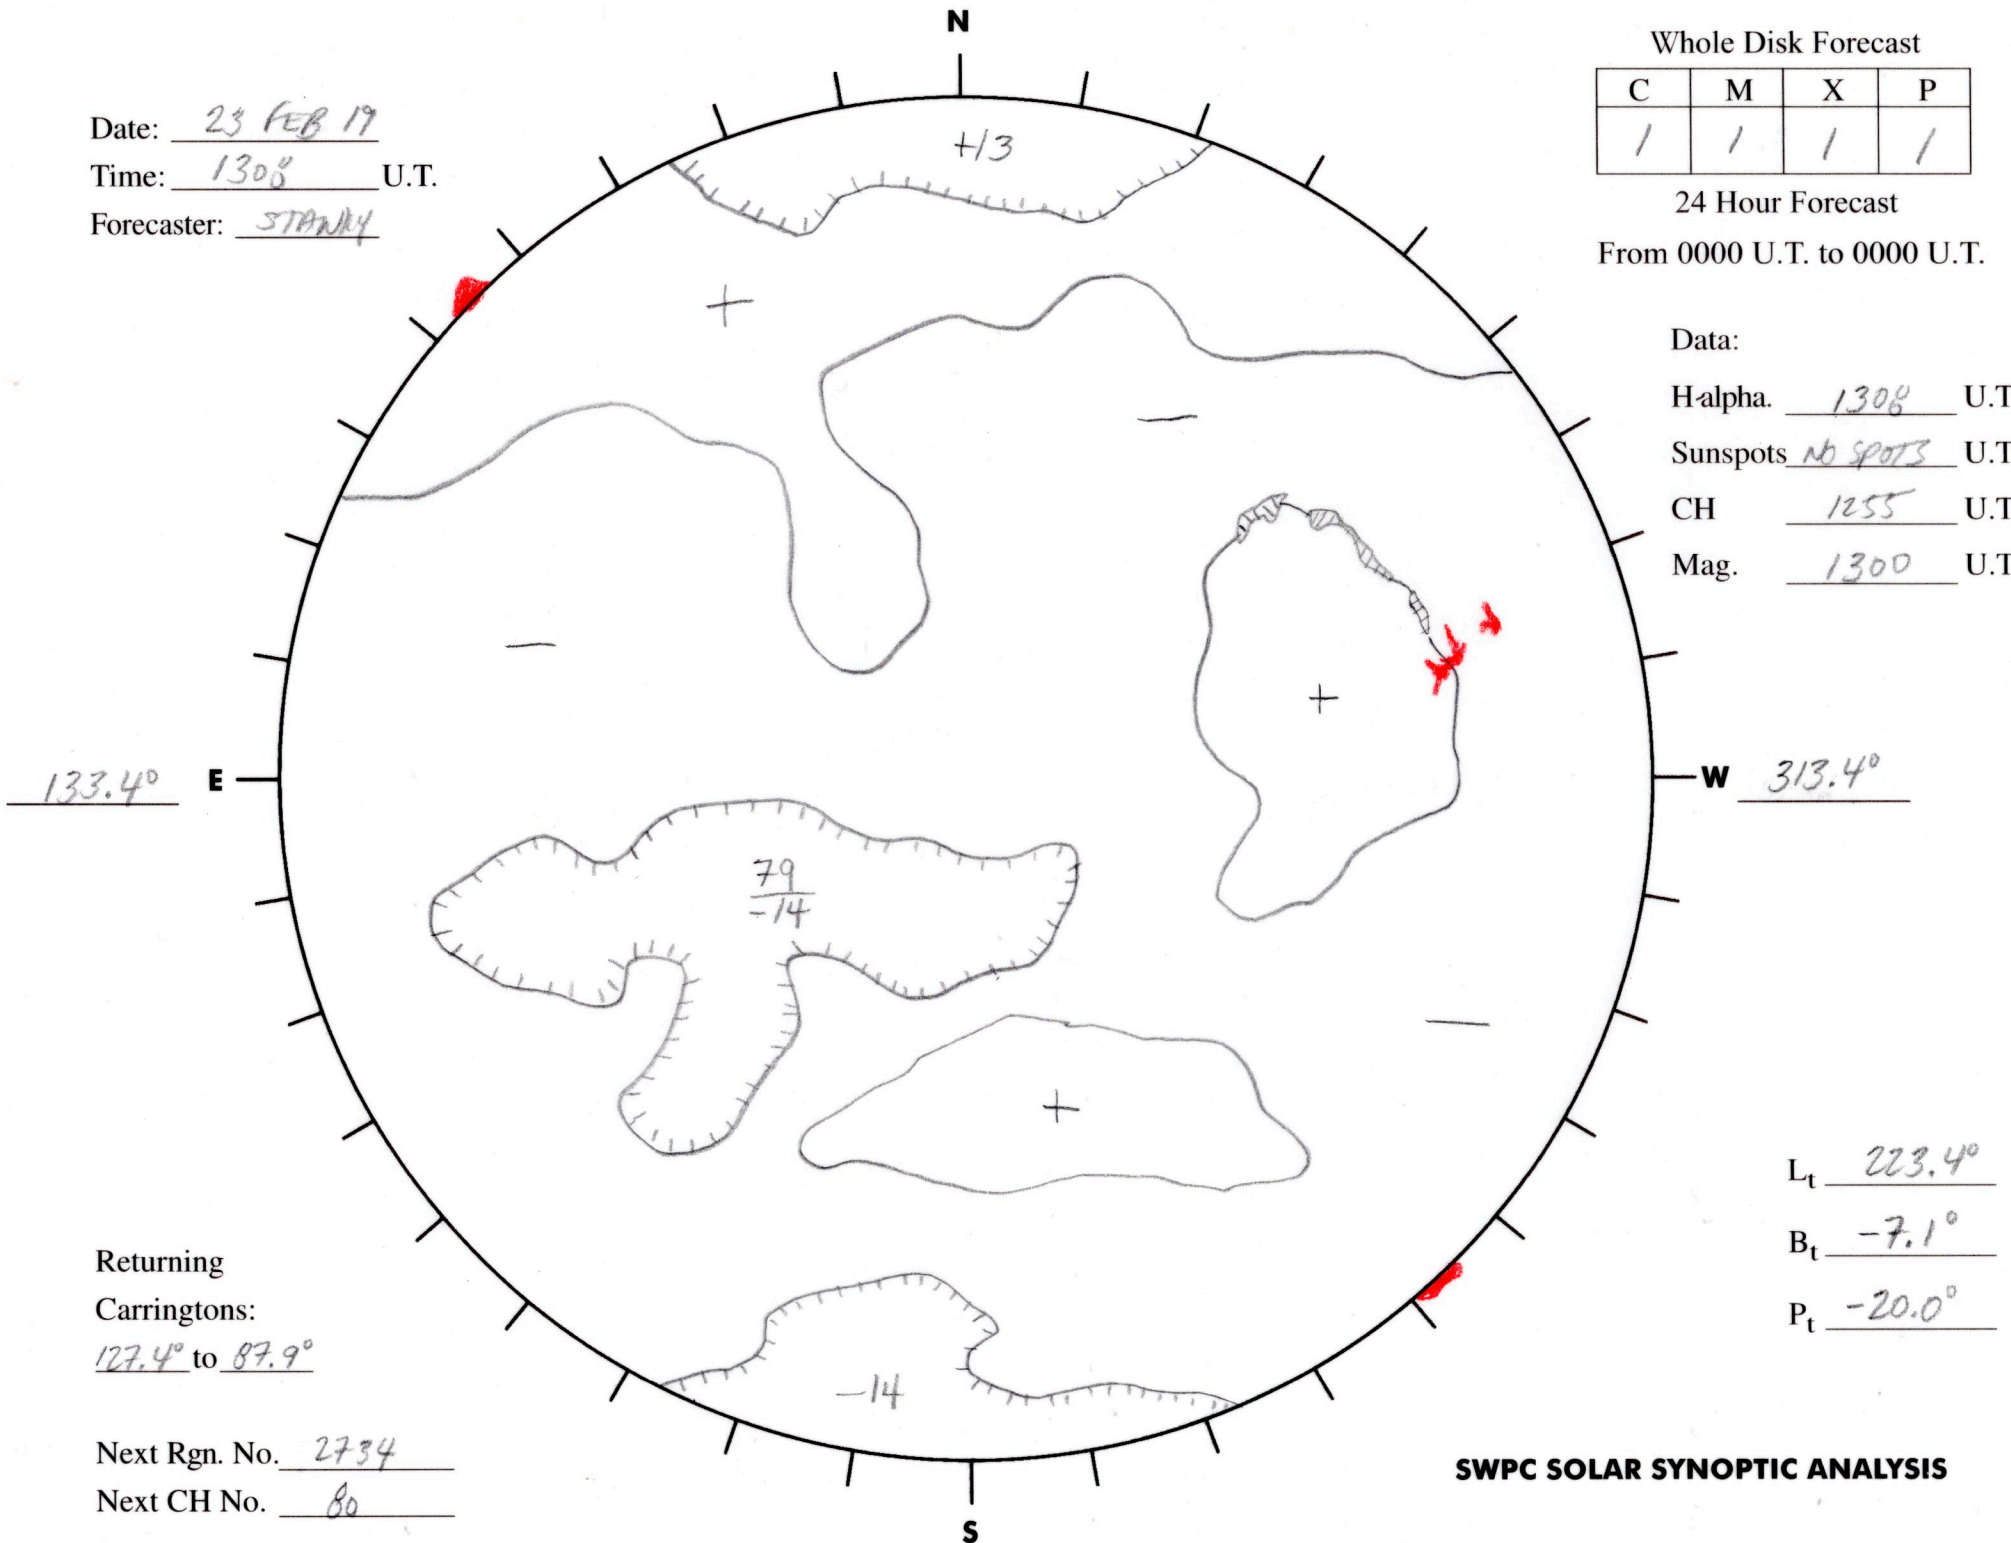 N
Date: 23 FEB 19
Time: 1308 U.T.
Forecaster:
Whole Disk Forecast
C M X P
1 1 1 1
24 Hour Forecast
From 0000 U.T. to 0000 U.T.
Data:
H-alpha. 1308 U.T
Sunspots NO SPOTS U.T
CH 1255 U.T
Mag. 1300 U.T
+13
+
−
−
+
133.4° E
W 313.4°
79
-14
−
+
-14
Lt 223.4°
Bt -7.1°
Pt -20.0°
Returning
Carringtons:
127.4° to 87.9°
Next Rgn. No. 2734
Next CH No. 80
SWPC SOLAR SYNOPTIC ANALYSIS
S